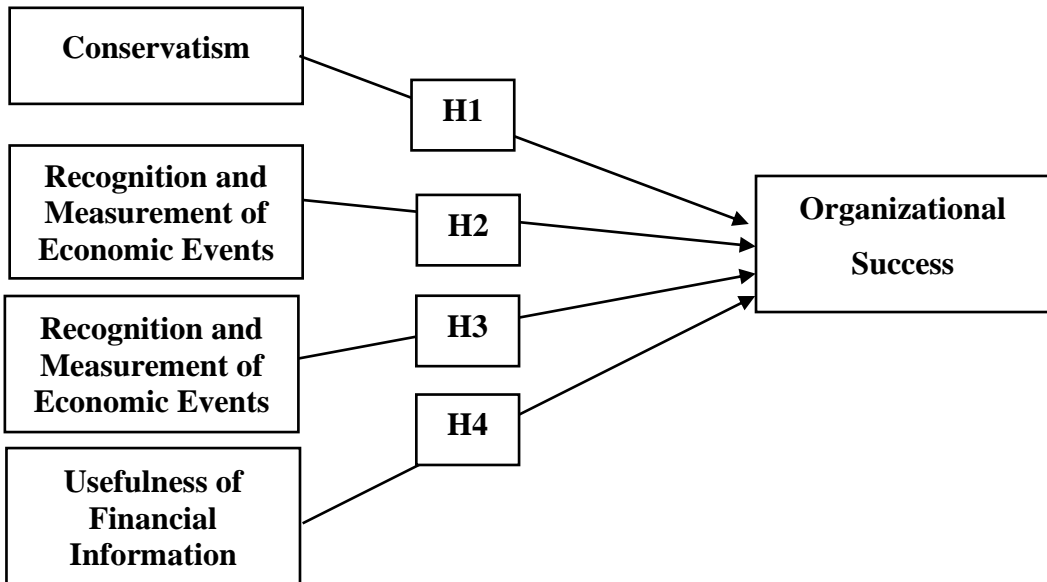 Conservatism
H1
Recognition and
Measurement of
Economic Events
H2
Recognition and
Measurement of
Economic Events
H3
Usefulness of
Financial
Information
H4
Organizational
Success